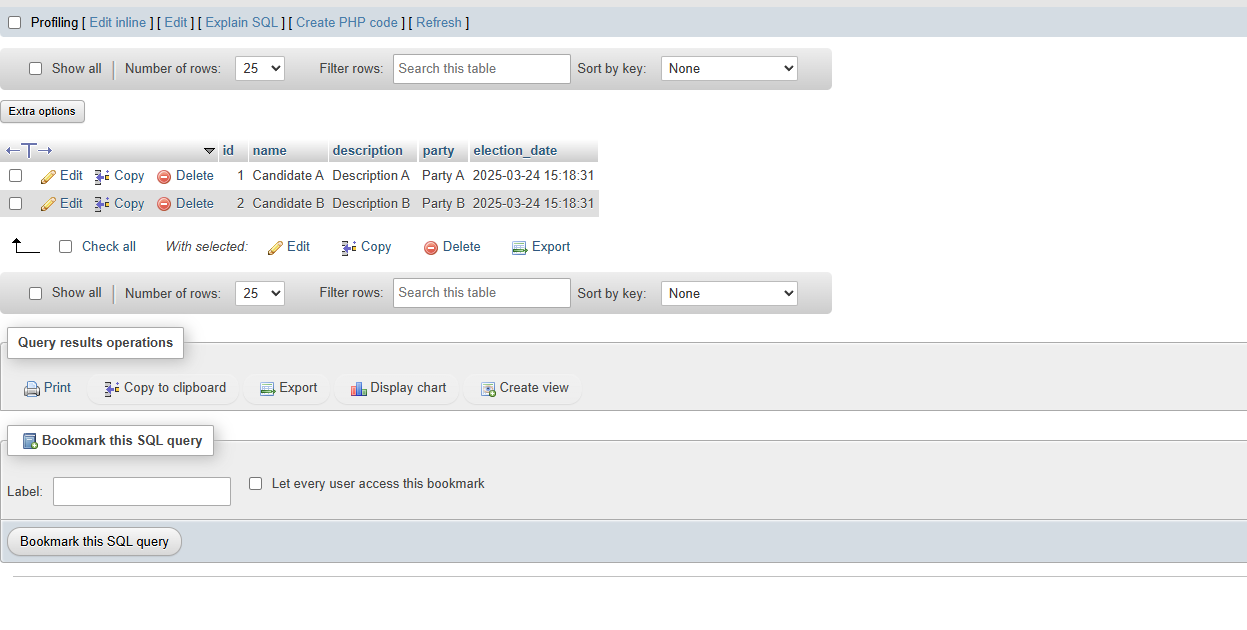 Profiling [ Edit inline ] [ Edit ] [ Explain SQL ] [ Create PHP code ] [ Refresh ]
Show all | Number of rows: 25 Filter rows: Search this table Sort by key: None
Extra options
←T→ id name description party election_date
Edit Copy Delete 1 Candidate A Description A Party A 2025-03-24 15:18:31
Edit Copy Delete 2 Candidate B Description B Party B 2025-03-24 15:18:31
Check all With selected: Edit Copy Delete Export
Show all | Number of rows: 25 Filter rows: Search this table Sort by key: None
Query results operations
Print Copy to clipboard Export Display chart Create view
Bookmark this SQL query
Label: Let every user access this bookmark
Bookmark this SQL query